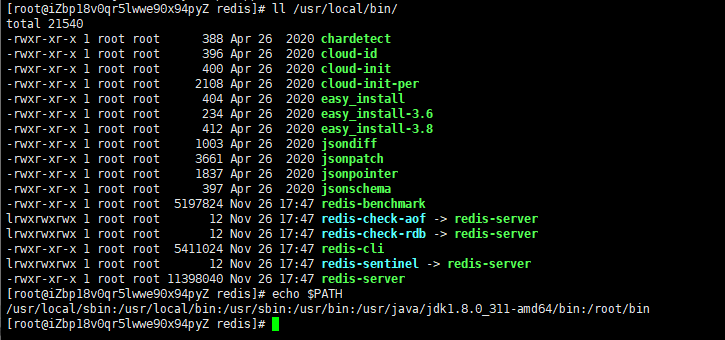 [root@iZbp18v0qr5lwwe90x94pyZ redis]# ll /usr/local/bin/
total 21540
-rwxr-xr-x 1 root root      388 Apr 26  2020 chardetect
-rwxr-xr-x 1 root root      396 Apr 26  2020 cloud-id
-rwxr-xr-x 1 root root      400 Apr 26  2020 cloud-init
-rwxr-xr-x 1 root root     2108 Apr 26  2020 cloud-init-per
-rwxr-xr-x 1 root root      404 Apr 26  2020 easy_install
-rwxr-xr-x 1 root root      234 Apr 26  2020 easy_install-3.6
-rwxr-xr-x 1 root root      412 Apr 26  2020 easy_install-3.8
-rwxr-xr-x 1 root root     1003 Apr 26  2020 jsondiff
-rwxr-xr-x 1 root root     3661 Apr 26  2020 jsonpatch
-rwxr-xr-x 1 root root     1837 Apr 26  2020 jsonpointer
-rwxr-xr-x 1 root root      397 Apr 26  2020 jsonschema
-rwxr-xr-x 1 root root  5197824 Nov 26 17:47 redis-benchmark
lrwxrwxrwx 1 root root       12 Nov 26 17:47 redis-check-aof -> redis-server
lrwxrwxrwx 1 root root       12 Nov 26 17:47 redis-check-rdb -> redis-server
-rwxr-xr-x 1 root root  5411024 Nov 26 17:47 redis-cli
lrwxrwxrwx 1 root root       12 Nov 26 17:47 redis-sentinel -> redis-server
-rwxr-xr-x 1 root root 11398040 Nov 26 17:47 redis-server
[root@iZbp18v0qr5lwwe90x94pyZ redis]# echo $PATH
/usr/local/sbin:/usr/local/bin:/usr/sbin:/usr/bin:/usr/java/jdk1.8.0_311-amd64/bin:/root/bin
[root@iZbp18v0qr5lwwe90x94pyZ redis]#